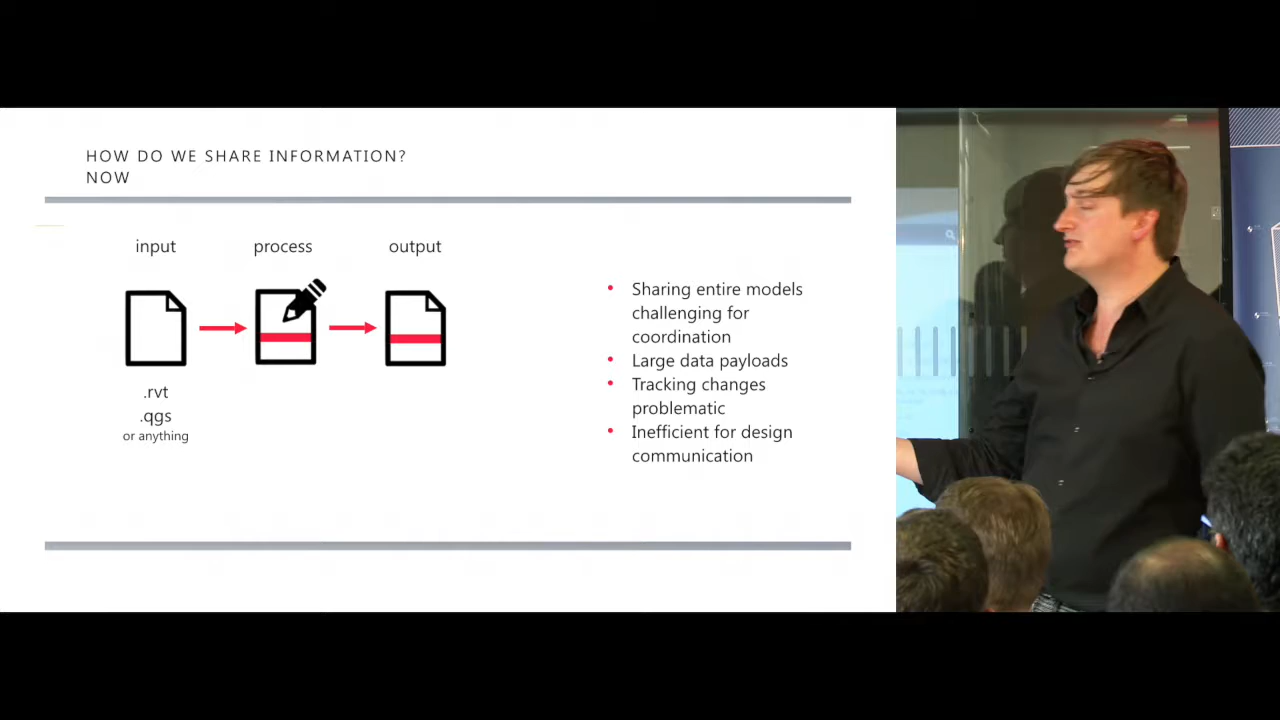 HOW DO WE SHARE INFORMATION?
NOW
input process output
.rvt
.qgs
or anything
• Sharing entire models
challenging for
coordination
• Large data payloads
• Tracking changes
problematic
• Inefficient for design
communication